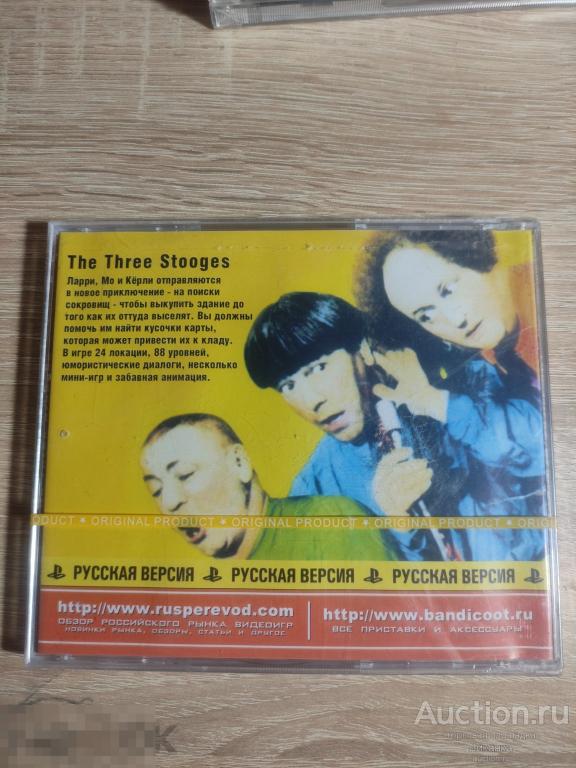 The Three Stooges
Ларри, Мо и Кёрли отправляются
в новое приключение - на поиски
сокровищ - чтобы выкупить здание до
того как их оттуда выселят. Вы должны
помочь им найти кусочки карты,
которая может привести их к кладу.
В игре 24 локации, 88 уровней,
юмористические диалоги, несколько
мини-игр и забавная анимация.
ODUCT * ORIGINAL PRODUCT * ORIGINAL PRODUCT * ORIGINAL PRODUCT * ORIGIN
РУССКАЯ ВЕРСИЯ РУССКАЯ ВЕРСИЯ РУССКАЯ ВЕРСИЯ
http://www.rusperevod.com
ОБЗОР РОССИЙСКОГО РЫНКА ВИДЕОИГР
НОВИНКИ РЫНКА, ОБЗОРЫ, СТАТЬИ И ДРУГОЕ
http://www.bandicoot.ru
ВСЕ ПРИСТАВКИ И АКСЕССУАРЫ!!
Auction.ru